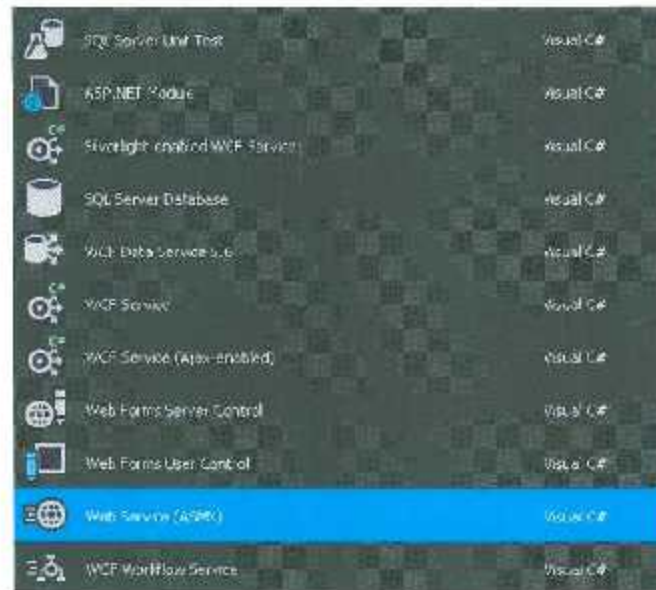 SQL Server Unit Test Visual C#
ASP.NET Module Visual C#
Silverlight-enabled WCF Service Visual C#
SQL Server Database Visual C#
WCF Data Service 5.6 Visual C#
WCF Service Visual C#
WCF Service (Ajax-enabled) Visual C#
Web Forms Server Control Visual C#
Web Forms User Control Visual C#
Web Service (ASMX) Visual C#
WCF Workflow Service Visual C#